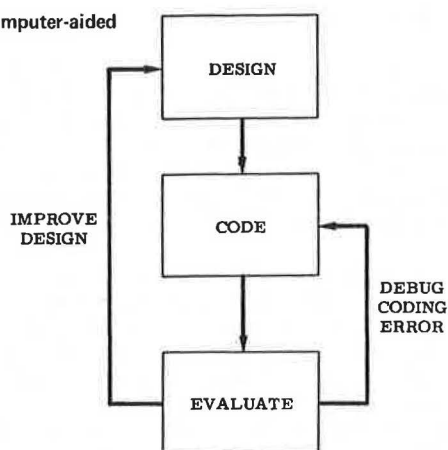 mputer-aided
DESIGN
CODE
IMPROVE
DESIGN
DEBUG
CODING
ERROR
EVALUATE